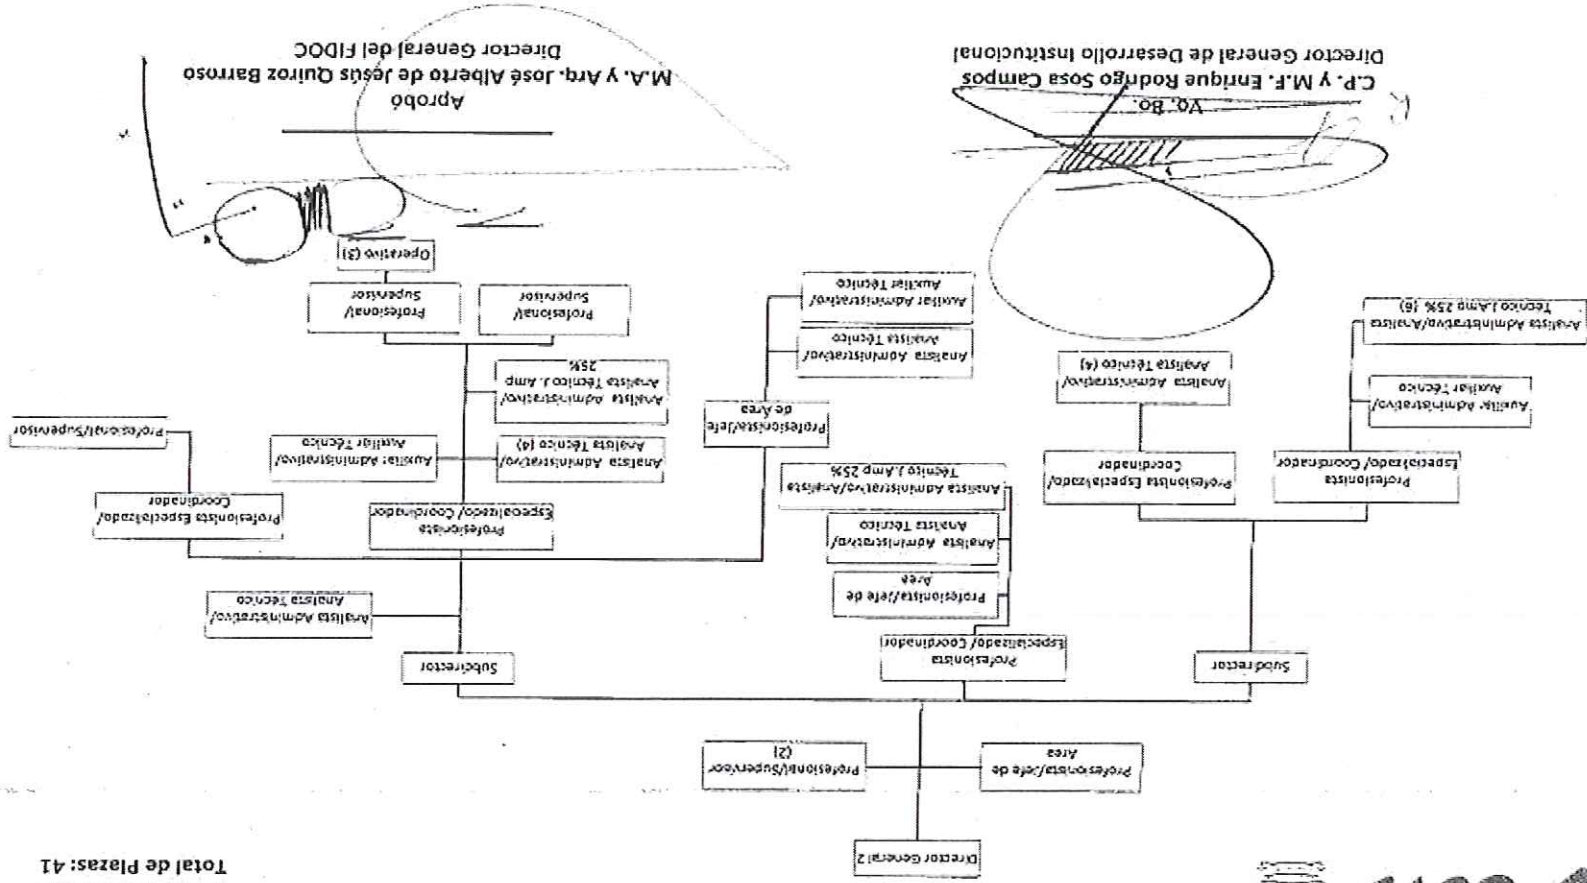 Total de Plazas: 41
Director General 2
Profesionista/Jefe de
Area
Profesional/Supervisor
(2)
Subdirector
Profesionista
Especializado/Coordinador
Subdirector
Profesionista/Jefe de
Area
Analista Administrativo/
Analista Técnico
Analista Administrativo/Analista
Técnico J.Amp 25%
Analista Administrativo/
Analista Técnico
Profesionista
Especializado/Coordinador
Profesionista Especializado/
Coordinador
Auxiliar Administrativo/
Auxiliar Técnico
Analista Administrativo/Analista
Técnico J.Amp 25% (6)
Analista Administrativo/
Analista Técnico (4)
Profesionista/Jefe
de Área
Analista Administrativo/
Analista Técnico
Auxiliar Administrativo/
Auxiliar Técnico
Profesionista
Especializado/Coordinador
Profesionista Especializado/
Coordinador
Analista Administrativo/
Analista Técnico (4)
Auxiliar Administrativo/
Auxiliar Técnico
Profesional/Supervisor
Analista Administrativo/
Analista Técnico J. Amp
25%
Profesional/
Supervisor
Profesional/
Supervisor
Operativo (3)
Vo. Bo.
C.P. y M.F. Enrique Rodrigo Sosa Campos
Director General de Desarrollo Institucional
Aprobó
M.A. y Arq. José Alberto de Jesús Quiroz Barroso
Director General del FIDOC